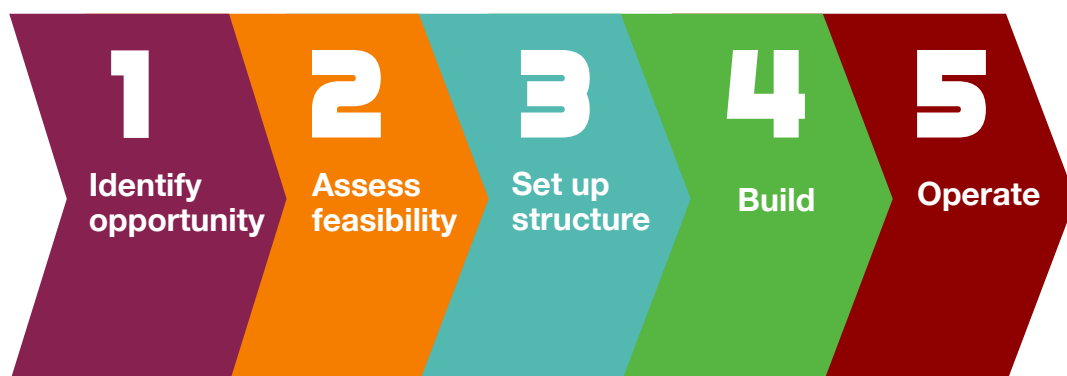 1
Identify
opportunity
2
Assess
feasibility
3
Set up
structure
4
Build
5
Operate